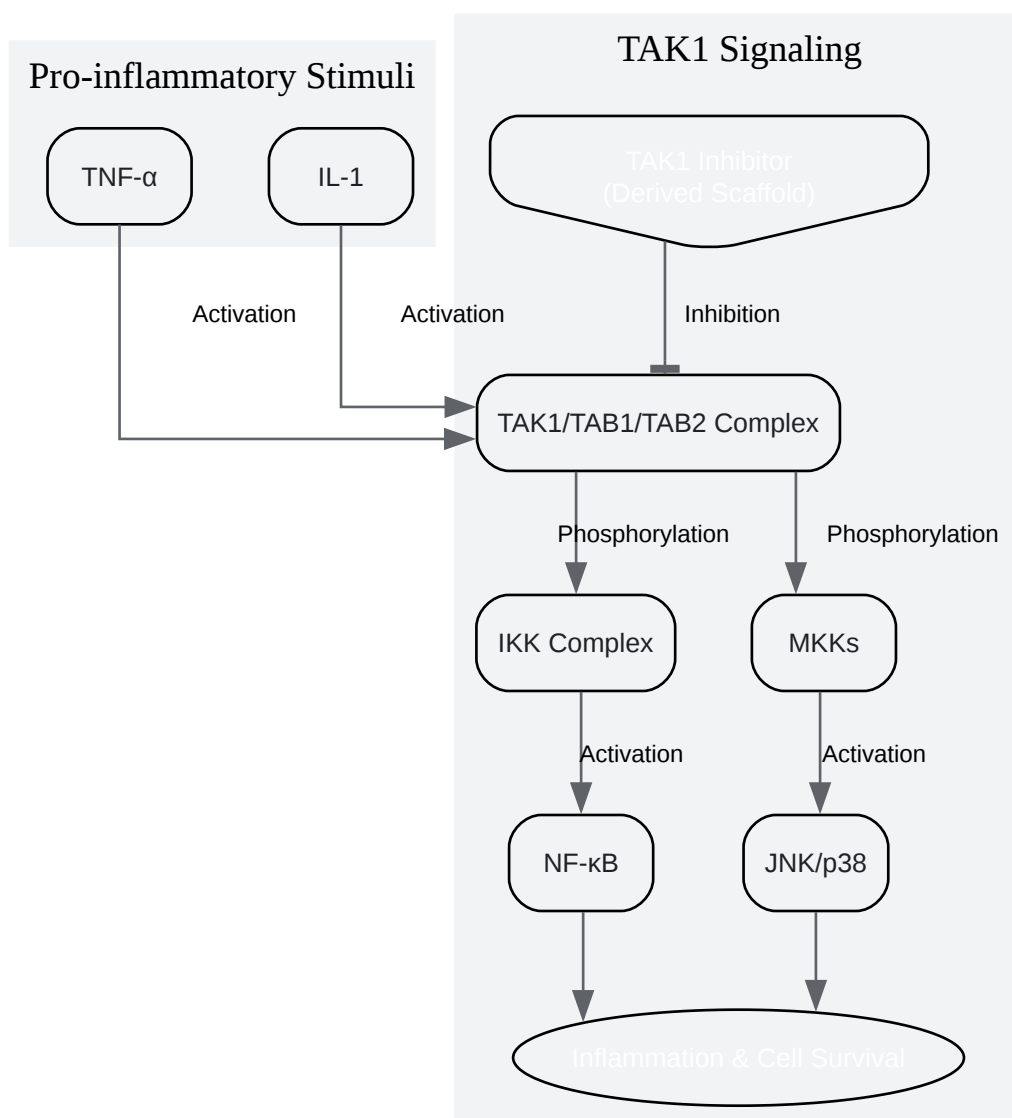 TAK1 Signaling
Pro-inflammatory Stimuli
TNF-α
IL-1
TAK1 Inhibitor
(Derived Scaffold)
Activation
Activation
Inhibition
TAK1/TAB1/TAB2 Complex
Phosphorylation
Phosphorylation
IKK Complex
MKKs
Activation
Activation
NF-κB
JNK/p38
Inflammation & Cell Survival